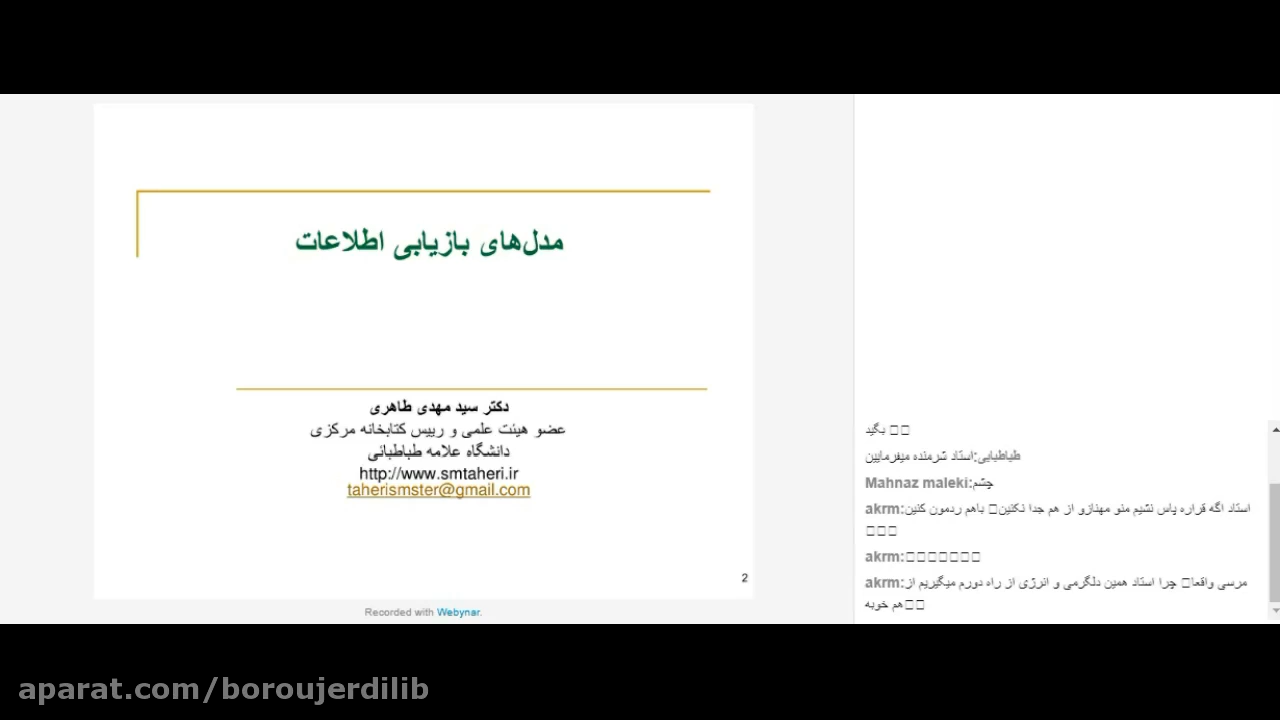 مدل‌های بازیابی اطلاعات
دکتر سید مهدی طاهری
عضو هیئت علمی و رییس کتابخانه مرکزی
دانشگاه علامه طباطبائی
http://www.smtaheri.ir
taherismster@gmail.com
2
Recorded with Webynar.
بگید
طباطبایی:استاد شرمنده میفرمایین
Mahnaz maleki:چشم
akrm:استاد اگه قراره پاس نشیم منو مهنازو از هم جدا نکنین باهم ردمون کنین
akrm:
akrm:مرسی واقعا چرا استاد همین دلگرمی و انرژی از راه دورم میگیریم از
هم خوبه
aparat.com/boroujerdilib